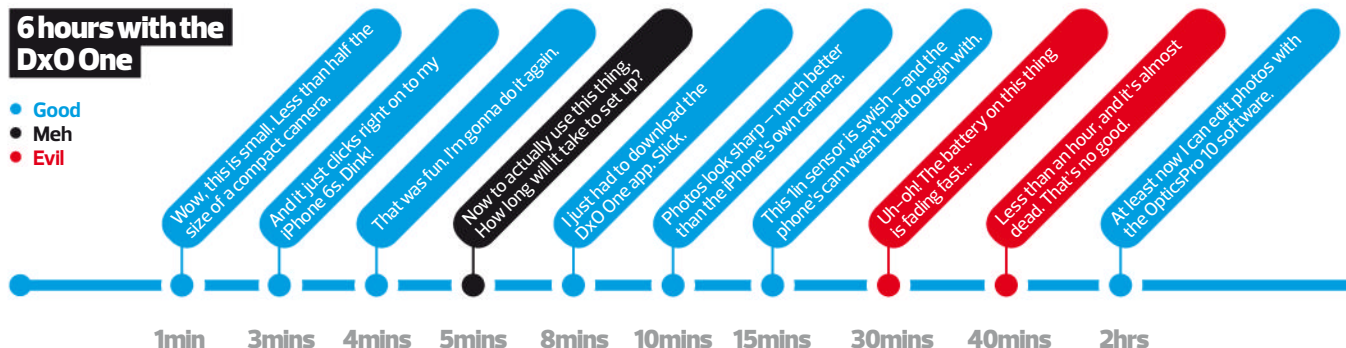 6 hours with the
DxO One
Good
Meh
Evil
Wow, this is small. Less than half the
size of a compact camera.
And it just clicks right on to my
iPhone 6s. Dink!
That was fun. I'm gonna do it again.
Now to actually use this thing.
How long will it take to set up?
I just had to download the
DxO One app. Slick.
Photos look sharp – much better
than the iPhone's own camera.
This 1in sensor is swish – and the
phone's cam wasn't bad to begin with.
Uh-oh! The battery on this thing
is fading fast...
Less than an hour, and it's almost
dead. That's no good.
At least now I can edit photos with
the OpticsPro 10 software.
1min
3mins
4mins
5mins
8mins
10mins
15mins
30mins
40mins
2hrs